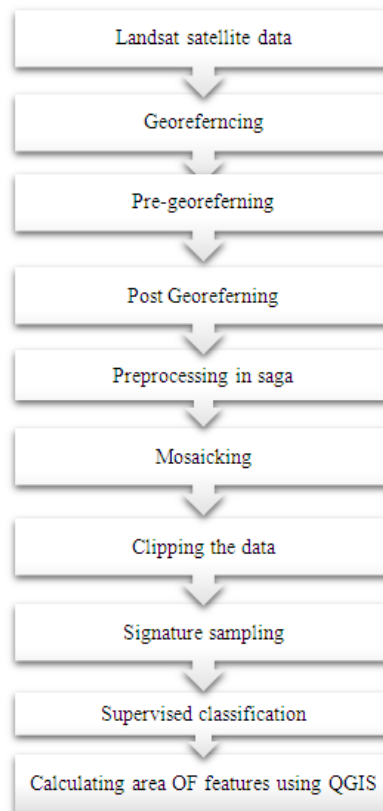 Landsat satellite data
Georeferncing
Pre-georeferning
Post Georeferning
Preprocessing in saga
Mosaicking
Clipping the data
Signature sampling
Supervised classification
Calculating area OF features using QGIS